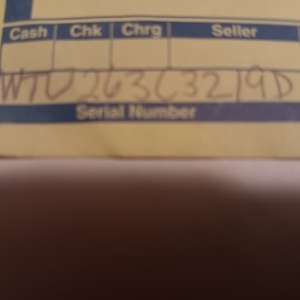 Cash Chk Chrg Seller
WTU263C3219D
Serial Number